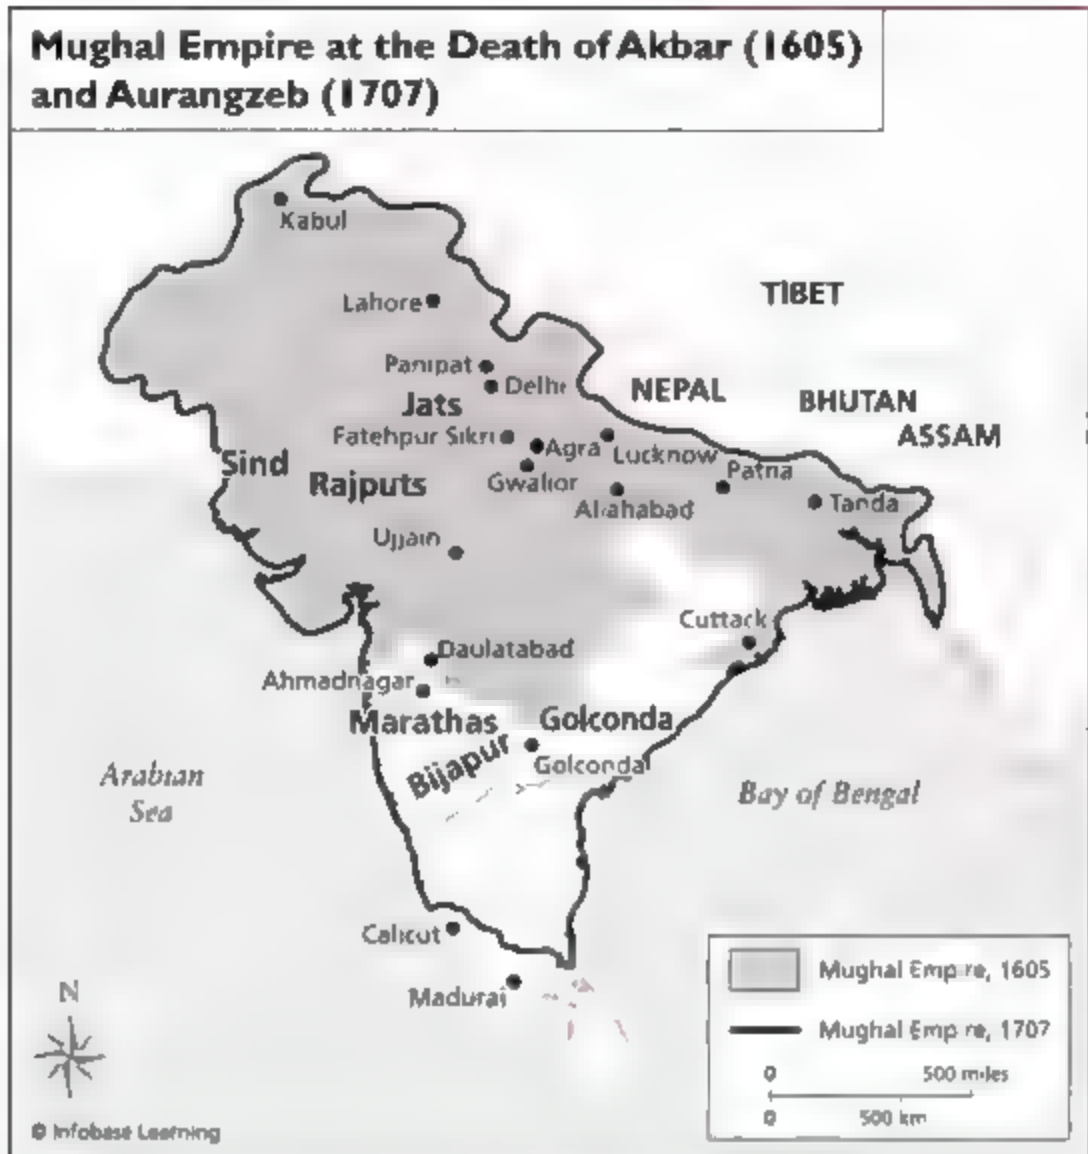 Mughal Empire at the Death of Akbar (1605)
and Aurangzeb (1707)
Kabul
Lahore
TIBET
Panipat
Delhi
NEPAL
BHUTAN
Jats
ASSAM
Fatehpur Sikri
Agra
Lucknow
Sind
Rajputs
Gwalior
Patna
Allahabad
Tanda
Ujjain
Cuttack
Daulatabad
Ahmadnagar
Marathas
Golconda
Bijapur
Golconda
Arabian
Sea
Bay of Bengal
Calicut
Madurai
N
Mughal Empire, 1605
Mughal Empire, 1707
0 500 miles
0 500 km
© Infobase Learning